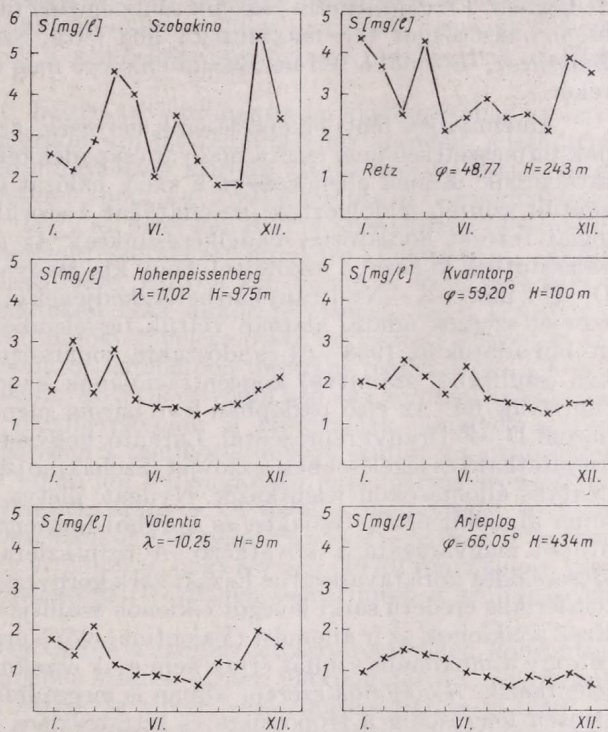 6
S [mg/ℓ] Szabakino
5
4
3
2
I. VI. XII.
5
S [mg/ℓ]
4
3
2
Retz φ=48,77 H=243 m
1
I. VI. XII.
5
S [mg/ℓ] Hohenpeissenberg
λ=11,02 H=975 m
4
3
2
1
I. VI. XII.
5
S [mg/ℓ] Kvarntorp
φ=59,20° H=100 m
4
3
2
1
I. VI. XII.
5
S [mg/ℓ] Valentia
λ=-10,25 H=9 m
4
3
2
1
I. VI. XII.
5
S [mg/ℓ] Arjeplog
φ=66,05° H=434 m
4
3
2
1
I. VI. XII.